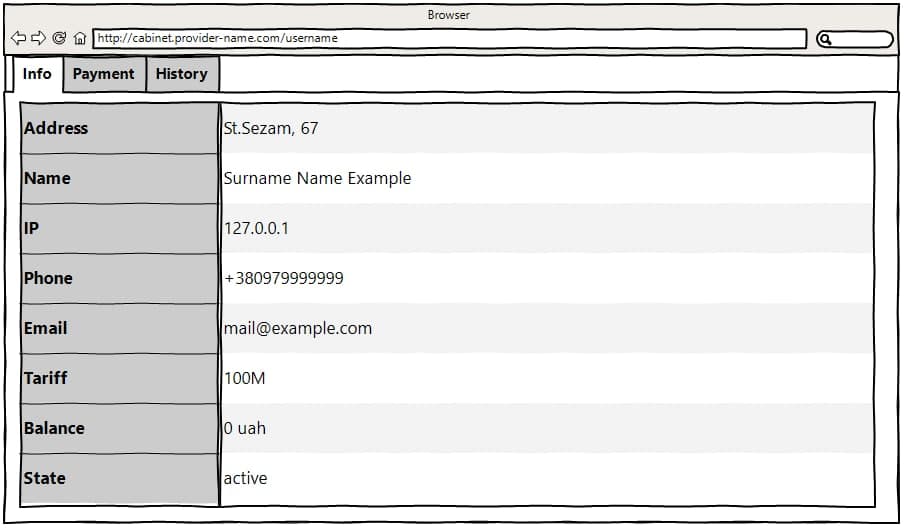 Browser
http://cabinet.provider-name.com/username
Info Payment History
Address St.Sezam, 67
Name Surname Name Example
IP 127.0.0.1
Phone +380979999999
Email mail@example.com
Tariff 100M
Balance 0 uah
State active